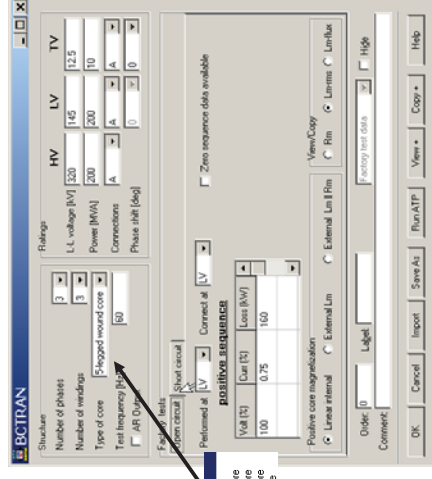 BCTRAN
Structure
Number of phases 3
Number of windings 3
Type of core 5-legged wound core
Test frequency [Hz] 60
AR Output
Ratings
HV LV TV
L-L voltage [kV] 320 145 12.5
Power [MVA] 200 200 10
Connections A A A
Phase shift [deg] 0 0
Factory tests
Open circuit Short circuit
Performed at LV Connect at LV
Zero sequence data available
positive sequence
Volt [%] Curr [%] Loss [kW]
100 0.75 160
Positive core magnetization
Linear internal External Lm External Lm II Rm
View/Copy
Rm Lm-rms Lm-flux
Order: 0 Label: Factory test data Hide
Comment:
OK Cancel Import Save As Run ATP View + Copy + Help